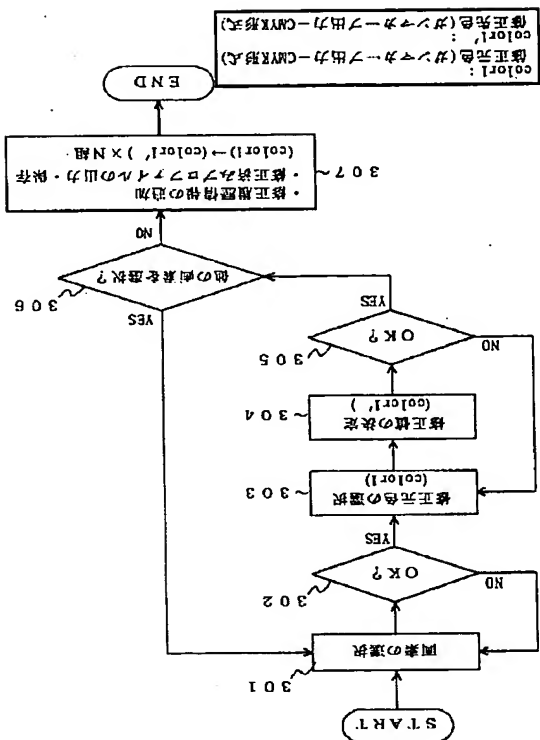 START
301
画素の選択
302
OK?
NO
YES
303
修正元色の選択
(color1)
304
修正値の決定
(color1')
305
OK?
NO
YES
306
他の画素を選択?
YES
NO
307
・修正履歴情報の追加
・修正済みプロファイルの出力・保存
(color1)→(color1')×N組
END
color1:
修正元色(ガンマカーブ出力-CMYK形式)
color1':
修正先色(ガンマカーブ出力-CMYK形式)